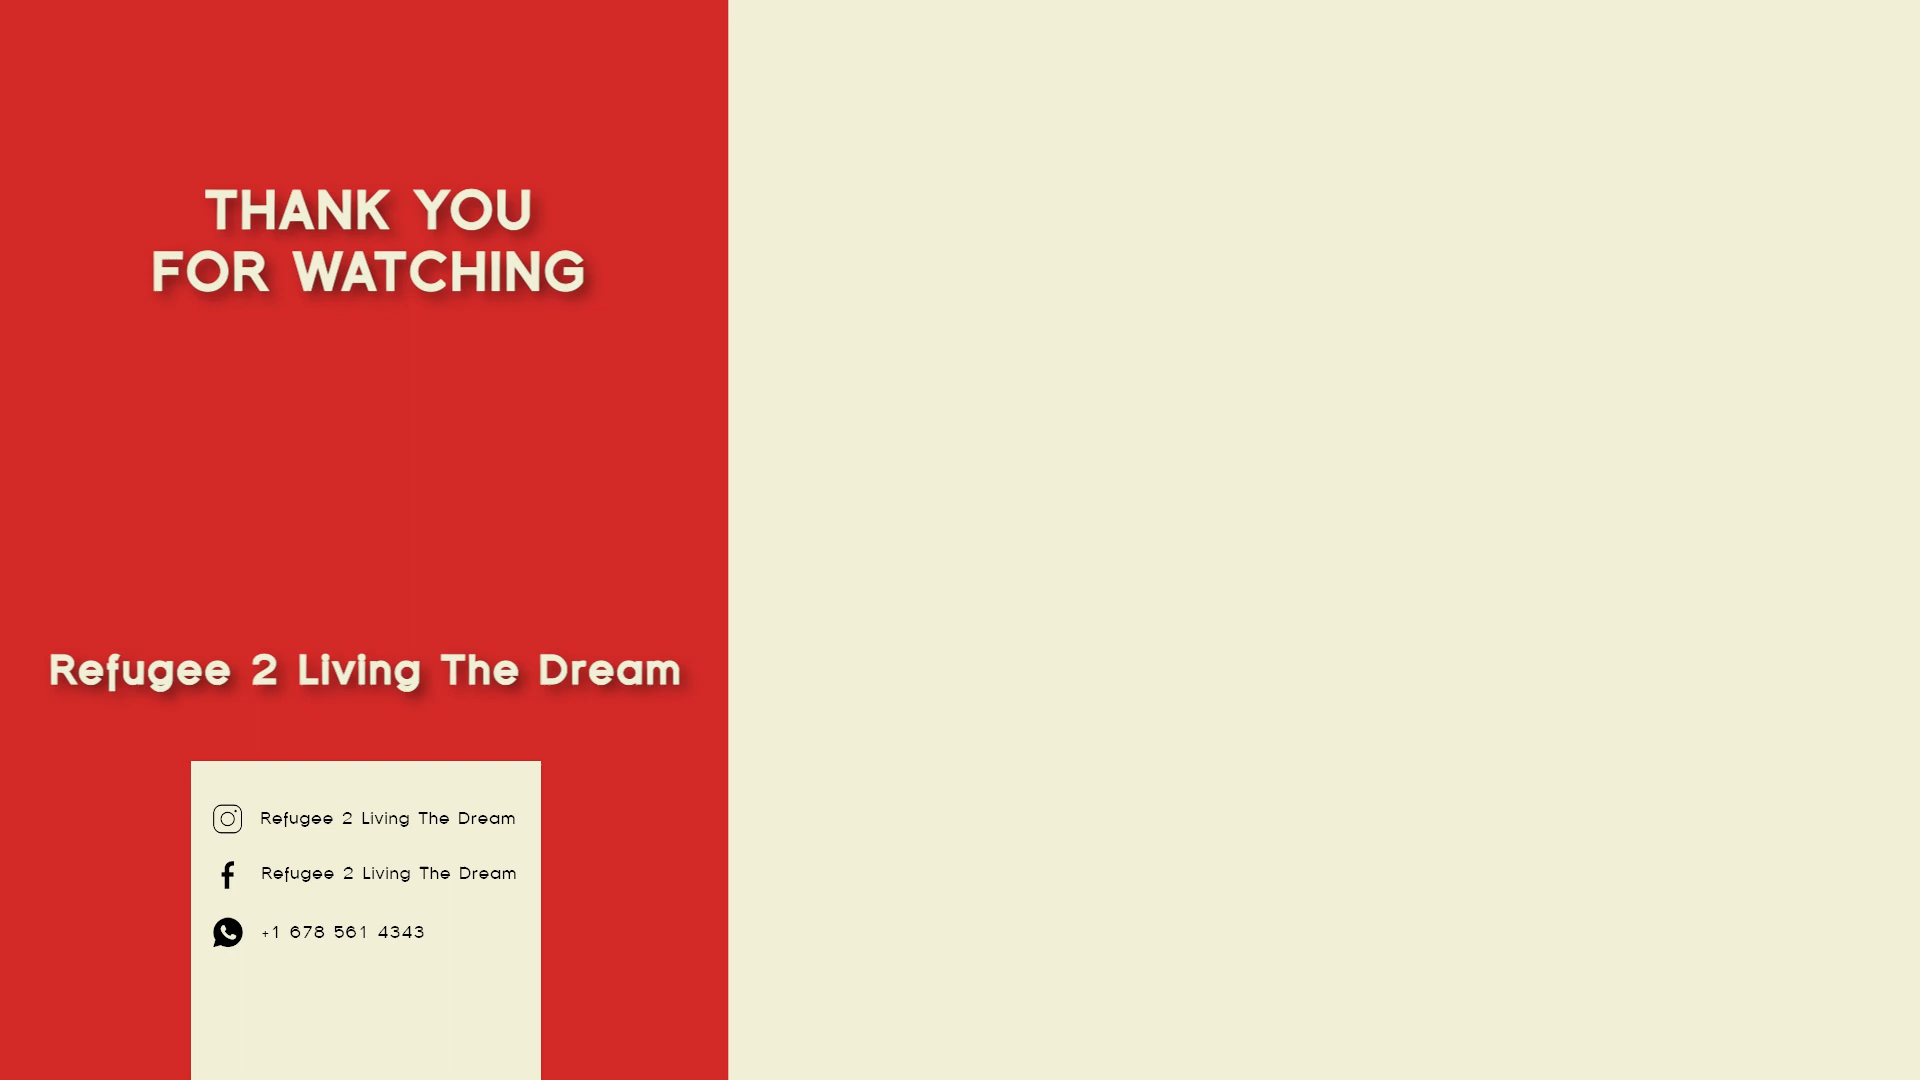 THANK YOU
FOR WATCHING
Refugee 2 Living The Dream
Refugee 2 Living The Dream
Refugee 2 Living The Dream
+1 678 561 4343